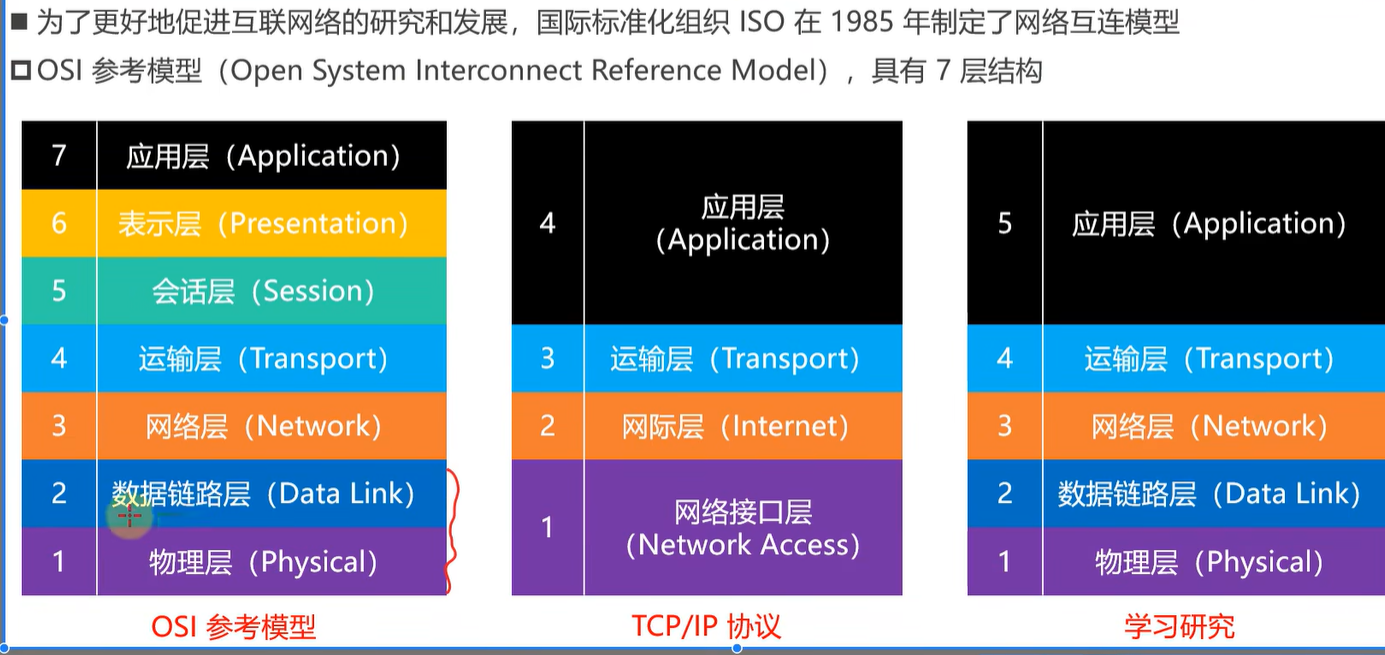 为了更好地促进互联网络的研究和发展，国际标准化组织 ISO 在 1985 年制定了网络互连模型
OSI 参考模型（Open System Interconnect Reference Model），具有 7 层结构
7 应用层（Application）
6 表示层（Presentation）
5 会话层（Session）
4 运输层（Transport）
3 网络层（Network）
2 数据链路层（Data Link）
1 物理层（Physical）
OSI 参考模型
4 应用层
（Application）
3 运输层（Transport）
2 网际层（Internet）
1 网络接口层
（Network Access）
TCP/IP 协议
5 应用层（Application）
4 运输层（Transport）
3 网络层（Network）
2 数据链路层（Data Link）
1 物理层（Physical）
学习研究